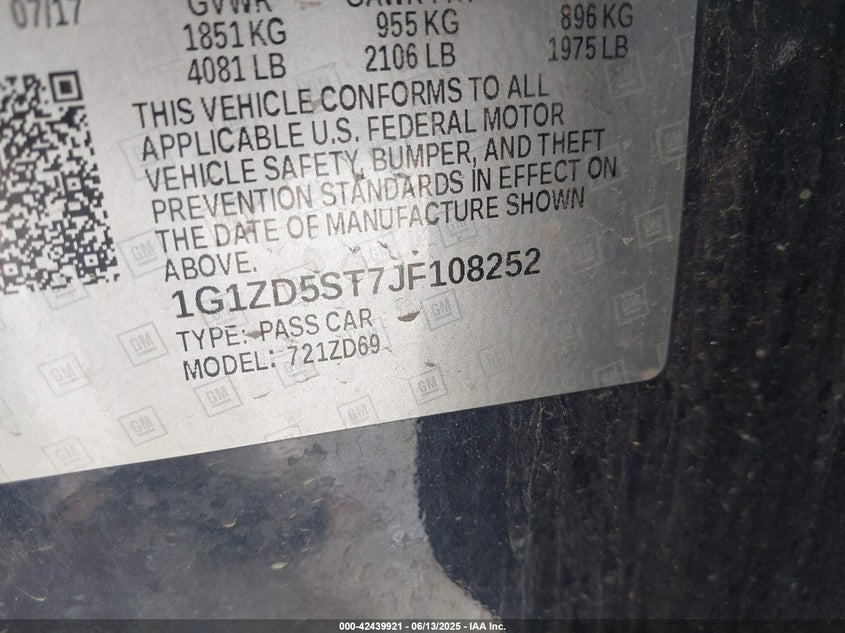 07/17 GVWR GAWR FRT
1851 KG 955 KG 896 KG
4081 LB 2106 LB 1975 LB
THIS VEHICLE CONFORMS TO ALL
APPLICABLE U.S. FEDERAL MOTOR
VEHICLE SAFETY, BUMPER, AND THEFT
PREVENTION STANDARDS IN EFFECT ON
THE DATE OF MANUFACTURE SHOWN
ABOVE.
1G1ZD5ST7JF108252
TYPE: PASS CAR
MODEL: 721ZD69
000-42439921 - 06/13/2025 - IAA Inc.